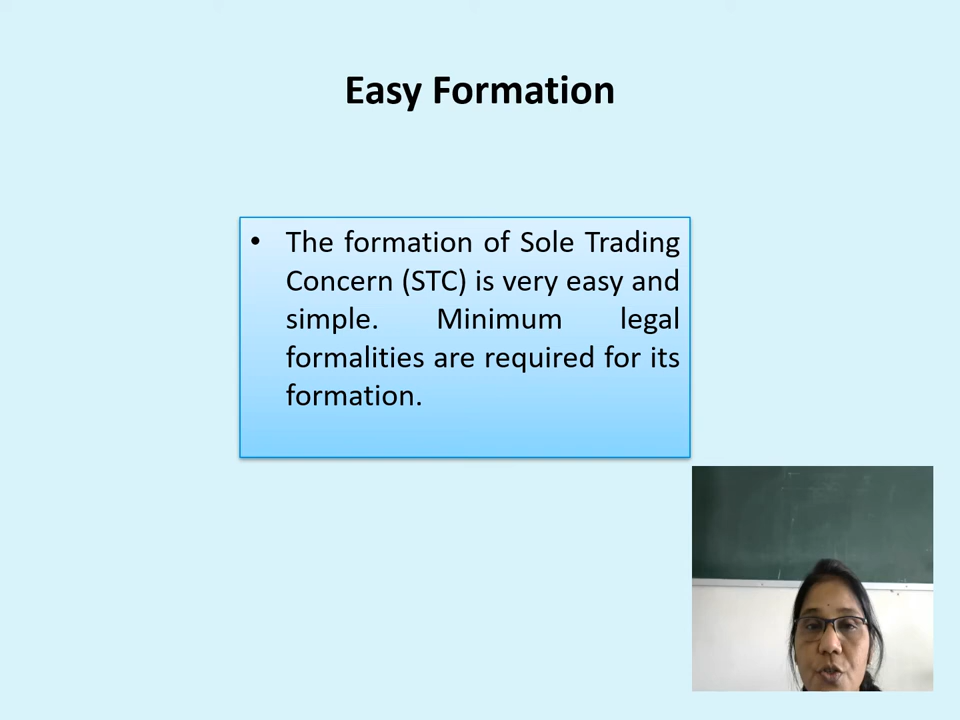 Easy Formation
• The formation of Sole Trading
Concern (STC) is very easy and
simple. Minimum legal
formalities are required for its
formation.